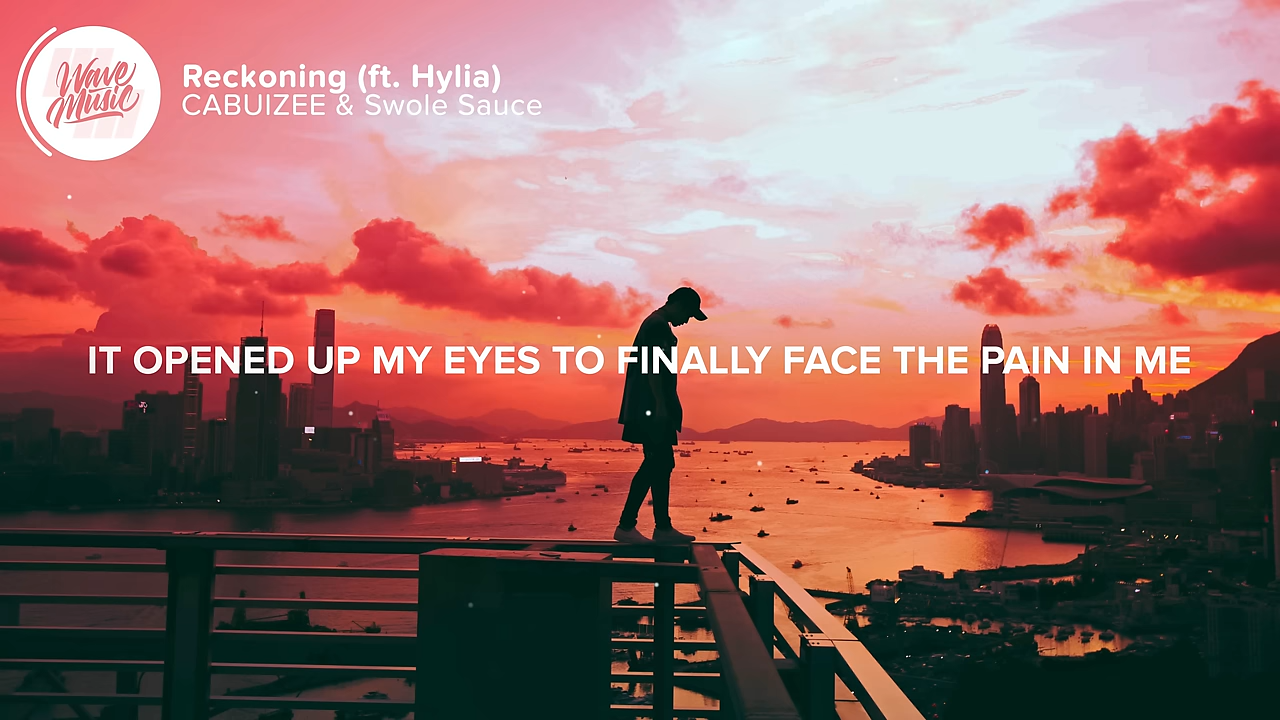 Wave
Music
Reckoning (ft. Hylia)
CABUIZEE & Swole Sauce
IT OPENED UP MY EYES TO FINALLY FACE THE PAIN IN ME